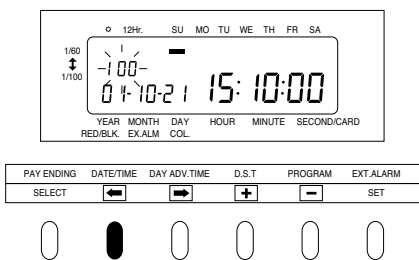 12Hr. SU MO TU WE TH FR SA
1/60
1/100
100
04-10-21 15:10:00
YEAR MONTH DAY HOUR MINUTE SECOND/CARD
RED/BLK. EX.ALM COL.
PAY ENDING DATE/TIME DAY ADV.TIME D.S.T PROGRAM EXT.ALARM
SELECT ← → + − SET